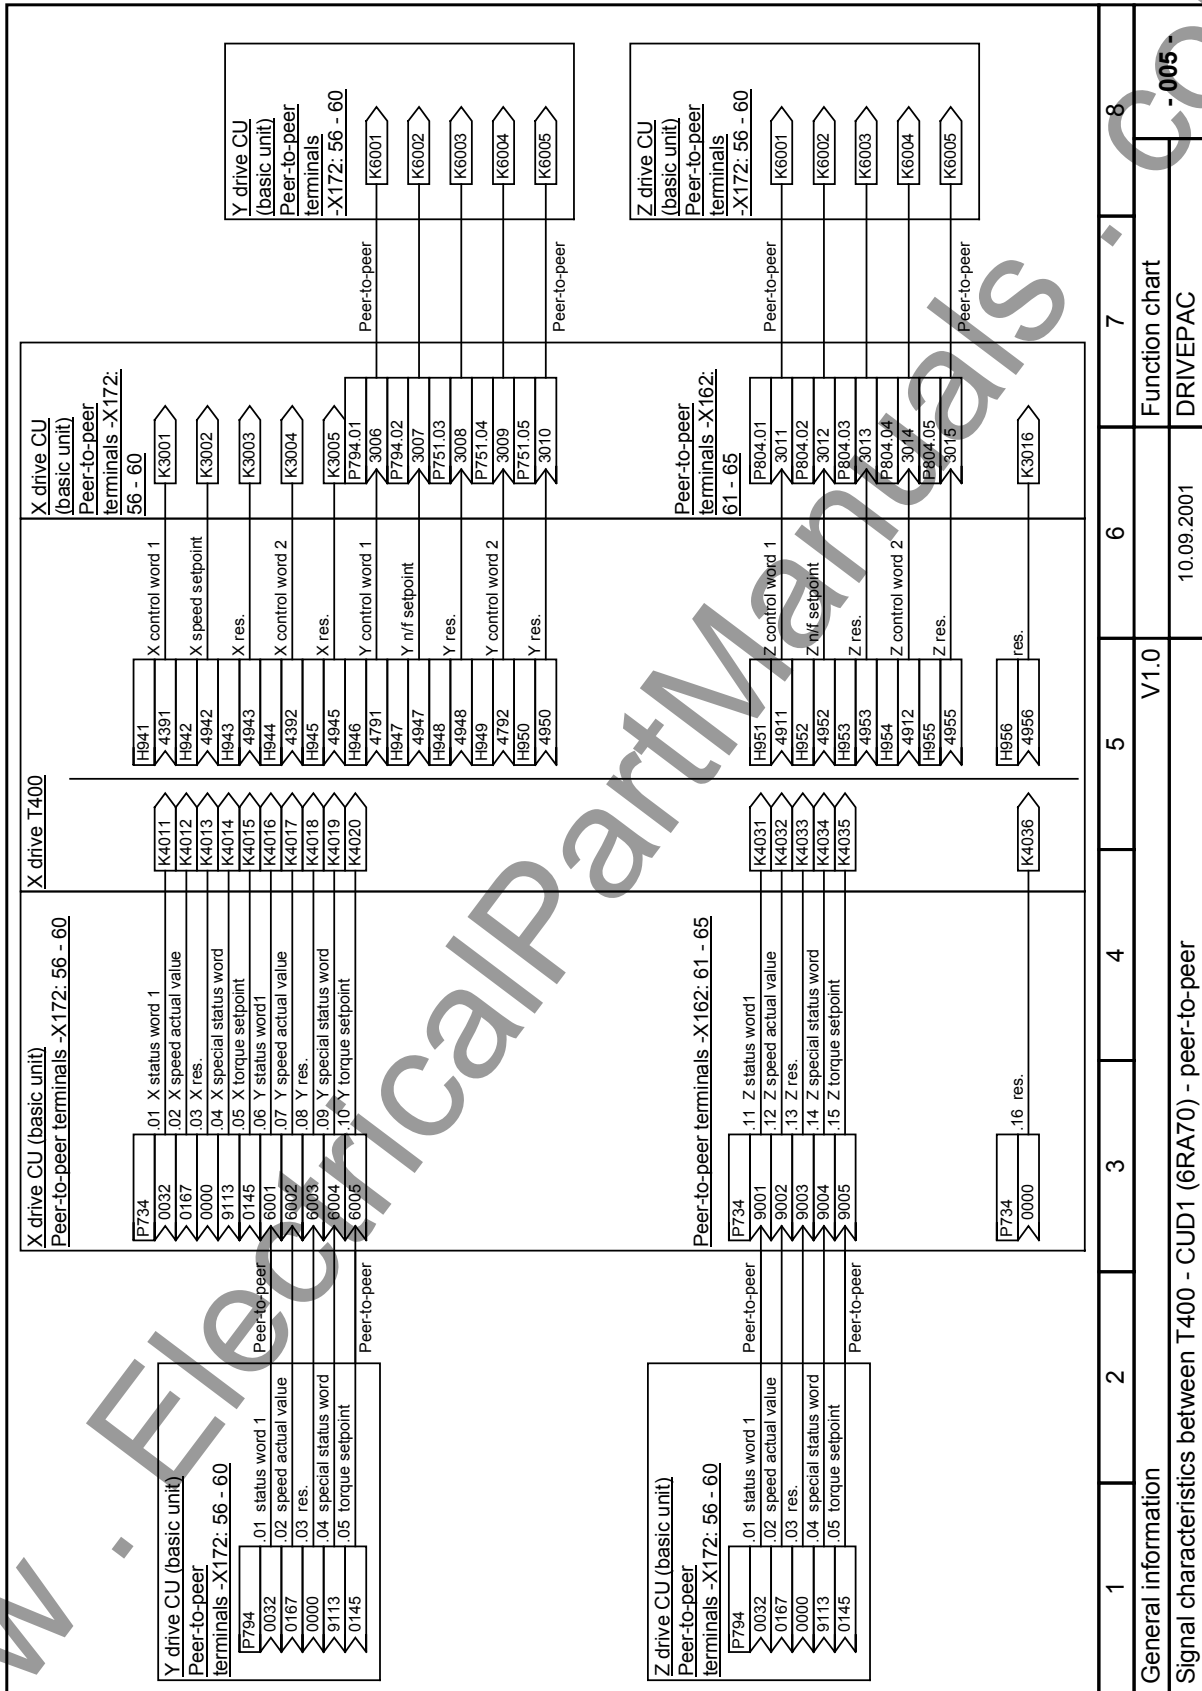 Y drive CU (basic unit)
Peer-to-peer
terminals -X172: 56 - 60
P794
0032 .01 status word 1
0167 .02 speed actual value
0000 .03 res.
9113 .04 special status word
0145 .05 torque setpoint
Peer-to-peer
Peer-to-peer
Z drive CU (basic unit)
Peer-to-peer
terminals -X172: 56 - 60
P794
0032 .01 status word 1
0167 .02 speed actual value
0000 .03 res.
9113 .04 special status word
0145 .05 torque setpoint
Peer-to-peer
Peer-to-peer
X drive CU (basic unit)
Peer-to-peer terminals -X172: 56 - 60
P734
0032 .01 X status word 1 K4011
0167 .02 X speed actual value K4012
0000 .03 X res. K4013
9113 .04 X special status word K4014
0145 .05 X torque setpoint K4015
6001 .06 Y status word1 K4016
6002 .07 Y speed actual value K4017
6003 .08 Y res. K4018
6004 .09 Y special status word K4019
6005 .10 Y torque setpoint K4020
Peer-to-peer terminals -X162: 61 - 65
P734
9001 .11 Z status word1 K4031
9002 .12 Z speed actual value K4032
9003 .13 Z res. K4033
9004 .14 Z special status word K4034
9005 .15 Z torque setpoint K4035
P734
0000 .16 res. K4036
X drive T400
H941
4391 X control word 1 K3001
H942
4942 X speed setpoint K3002
H943
4943 X res. K3003
H944
4392 X control word 2 K3004
H945
4945 X res. K3005
H946
4791 Y control word 1
H947
4947 Y n/f setpoint
H948
4948 Y res.
H949
4792 Y control word 2
H950
4950 Y res.
H951
4911 Z control word 1
H952
4952 Z n/f setpoint
H953
4953 Z res.
H954
4912 Z control word 2
H955
4955 Z res.
H956
4956 res. K3016
X drive CU
(basic unit)
Peer-to-peer
terminals -X172:
56 - 60
P794.01
3006
P794.02
3007
P751.03
3008
P751.04
3009
P751.05
3010
Peer-to-peer
terminals -X162:
61 - 65
P804.01
3011
P804.02
3012
P804.03
3013
P804.04
3014
P804.05
3015
Peer-to-peer
Peer-to-peer
Y drive CU
(basic unit)
Peer-to-peer
terminals
-X172: 56 - 60
K6001
K6002
K6003
K6004
K6005
Peer-to-peer
Peer-to-peer
Z drive CU
(basic unit)
Peer-to-peer
terminals
-X172: 56 - 60
K6001
K6002
K6003
K6004
K6005
1 2 3 4 5 6 7 8
General information V1.0 Function chart
Signal characteristics between T400 - CUD1 (6RA70) - peer-to-peer 10.09.2001 DRIVEPAC
- 005 -
w . ElectricalPartManuals . co